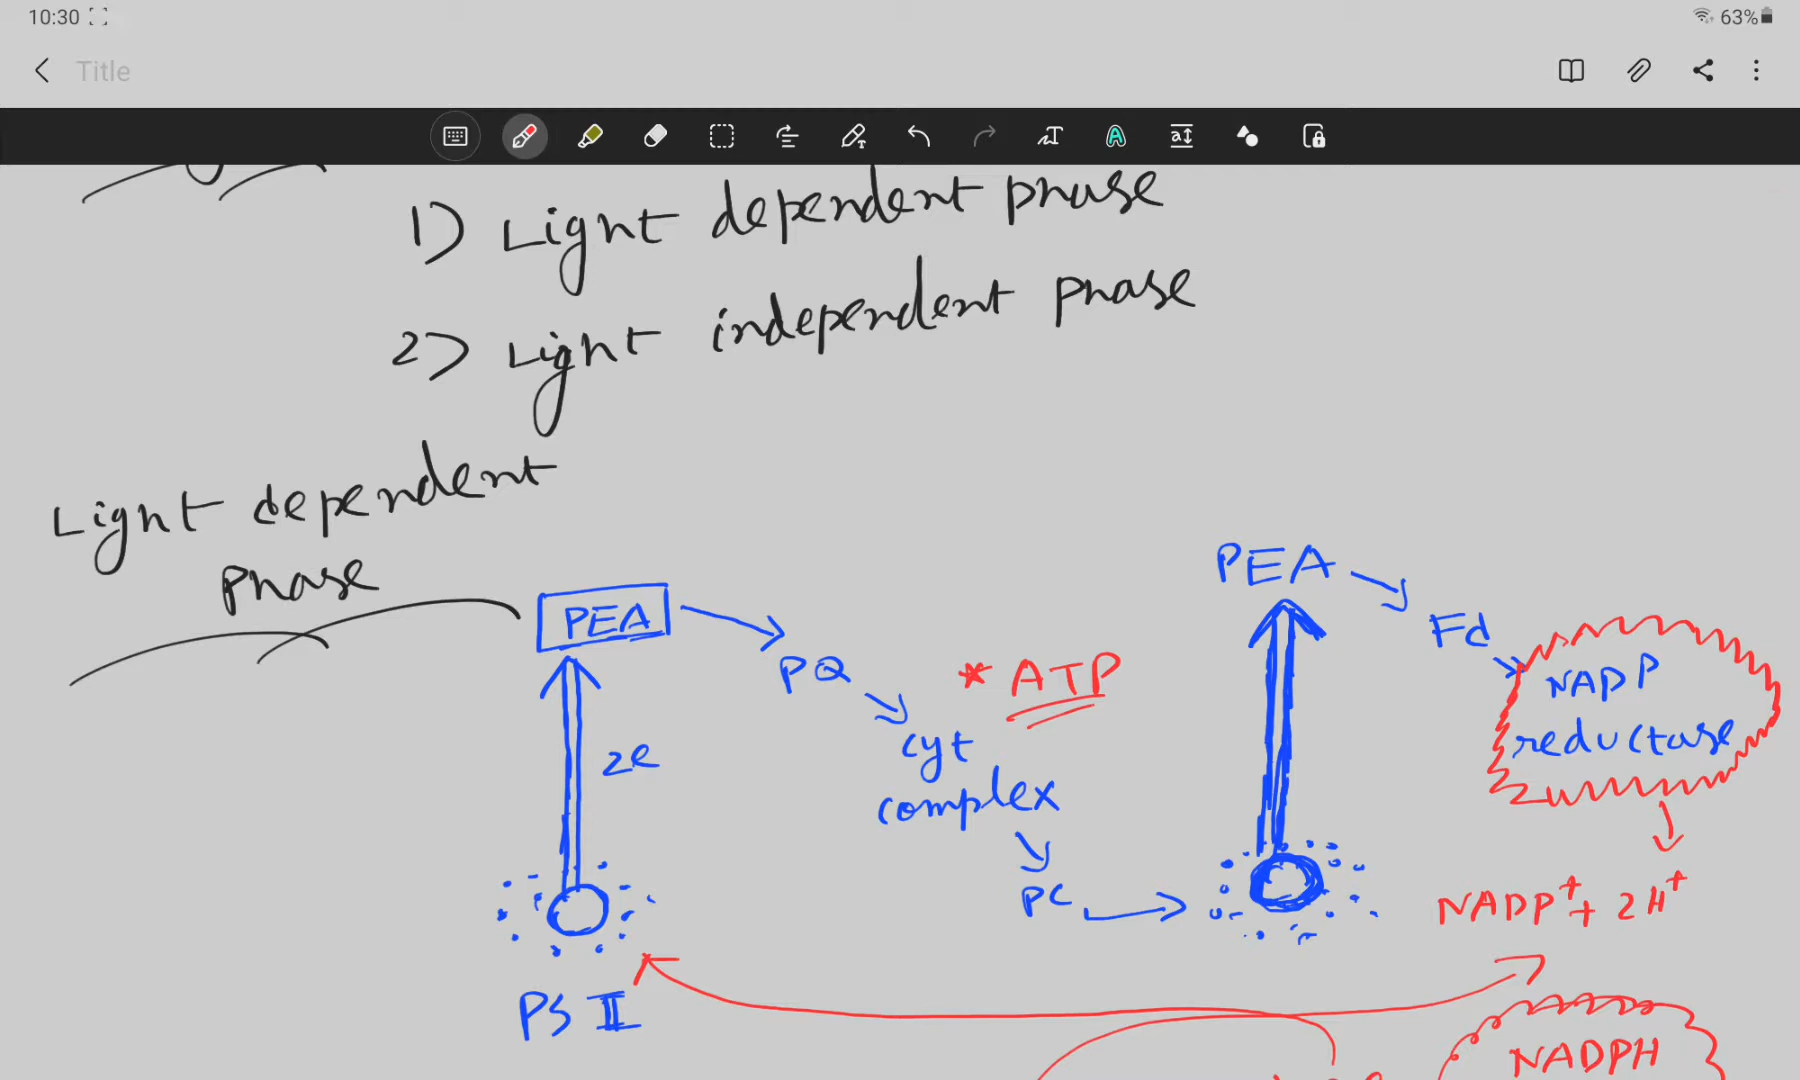 10:30
63%
Title
1) Light dependent phase
2) Light independent phase
Light dependent
phase
PEA
PEA
Fd
PQ
* ATP
NADP
reductase
2e
cyt
complex
PC
NADP+ + 2H+
PS II
NADPH